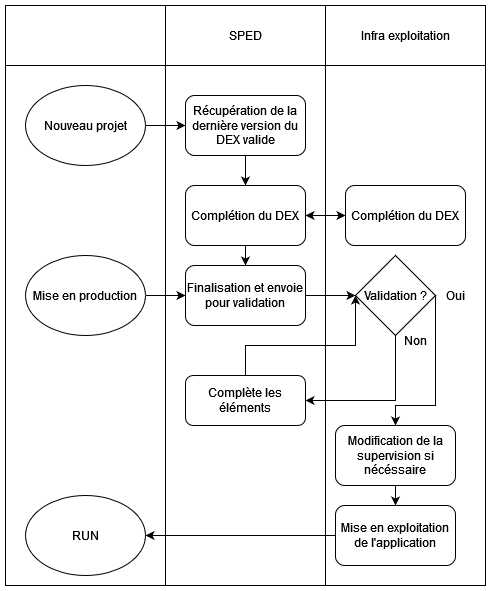 SPED
Infra exploitation
Nouveau projet
Récupération de la
dernière version du
DEX valide
Complétion du DEX
Complétion du DEX
Mise en production
Finalisation et envoie
pour validation
Validation ?
Oui
Non
Complète les
éléments
Modification de la
supervision si
nécéssaire
RUN
Mise en exploitation
de l'application